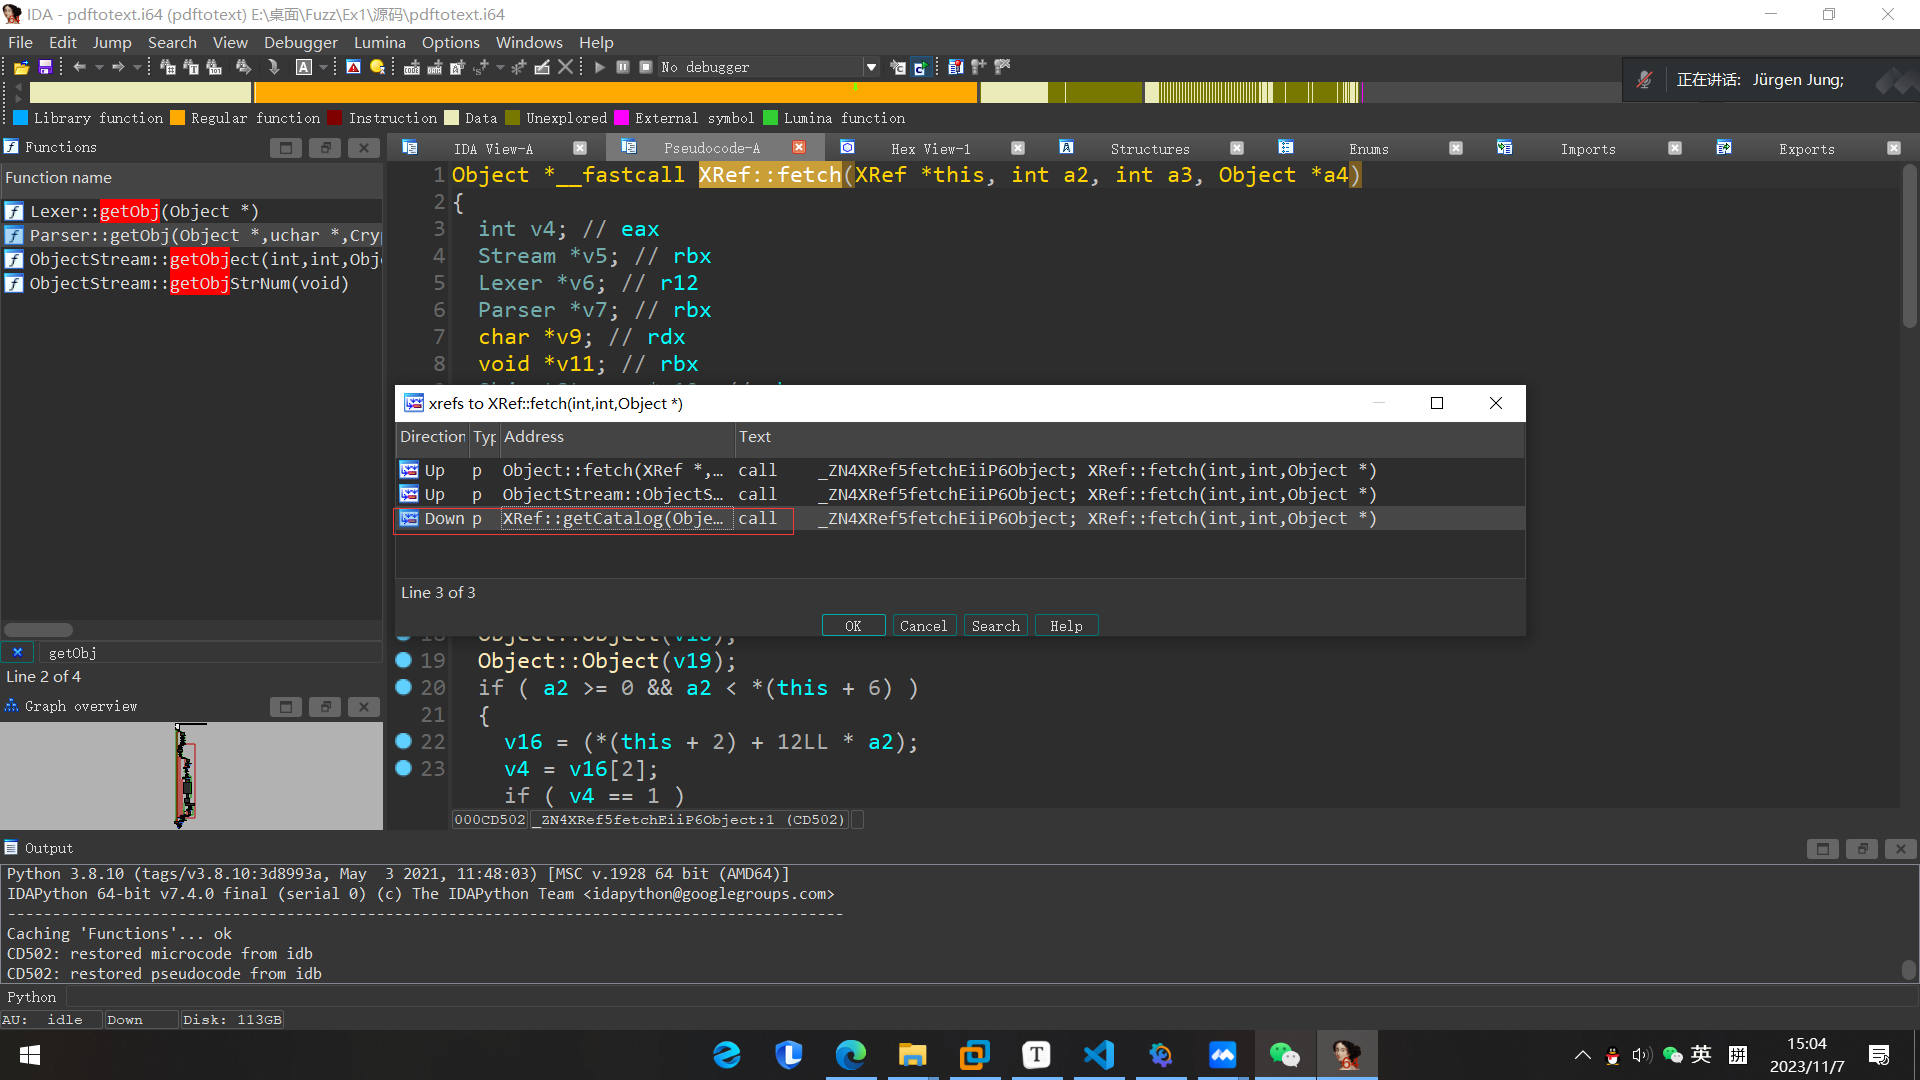 IDA - pdftotext.i64 (pdftotext) E:\桌面\Fuzz\Ex1\源码\pdftotext.i64
File Edit Jump Search View Debugger Lumina Options Windows Help
No debugger
正在讲话: Jürgen Jung;
Library function Regular function Instruction Data Unexplored External symbol Lumina function
Functions
Function name
Lexer::getObj(Object *)
Parser::getObj(Object *,uchar *,Cryp
ObjectStream::getObject(int,int,Obj
ObjectStream::getObjStrNum(void)
getObj
Line 2 of 4
Graph overview
IDA View-A Pseudocode-A Hex View-1 Structures Enums Imports Exports
1 Object *__fastcall XRef::fetch(XRef *this, int a2, int a3, Object *a4)
2 {
3 int v4; // eax
4 Stream *v5; // rbx
5 Lexer *v6; // r12
6 Parser *v7; // rbx
7 char *v9; // rdx
8 void *v11; // rbx
xrefs to XRef::fetch(int,int,Object *)
Direction Typ Address Text
Up p Object::fetch(XRef *,... call _ZN4XRef5fetchEiiP6Object; XRef::fetch(int,int,Object *)
Up p ObjectStream::ObjectS... call _ZN4XRef5fetchEiiP6Object; XRef::fetch(int,int,Object *)
Down p XRef::getCatalog(Obje... call _ZN4XRef5fetchEiiP6Object; XRef::fetch(int,int,Object *)
Line 3 of 3
OK Cancel Search Help
18 Object::Object(v18);
19 Object::Object(v19);
20 if ( a2 >= 0 && a2 < *(this + 6) )
21 {
22 v16 = (*(this + 2) + 12LL * a2);
23 v4 = v16[2];
if ( v4 == 1 )
000CD502 _ZN4XRef5fetchEiiP6Object:1 (CD502)
Output
Python 3.8.10 (tags/v3.8.10:3d8993a, May  3 2021, 11:48:03) [MSC v.1928 64 bit (AMD64)]
IDAPython 64-bit v7.4.0 final (serial 0) (c) The IDAPython Team <idapython@googlegroups.com>
---------------------------------------------------------------------------------------------
Caching 'Functions'... ok
CD502: restored microcode from idb
CD502: restored pseudocode from idb
Python
AU: idle Down Disk: 113GB
英 拼 15:04
2023/11/7